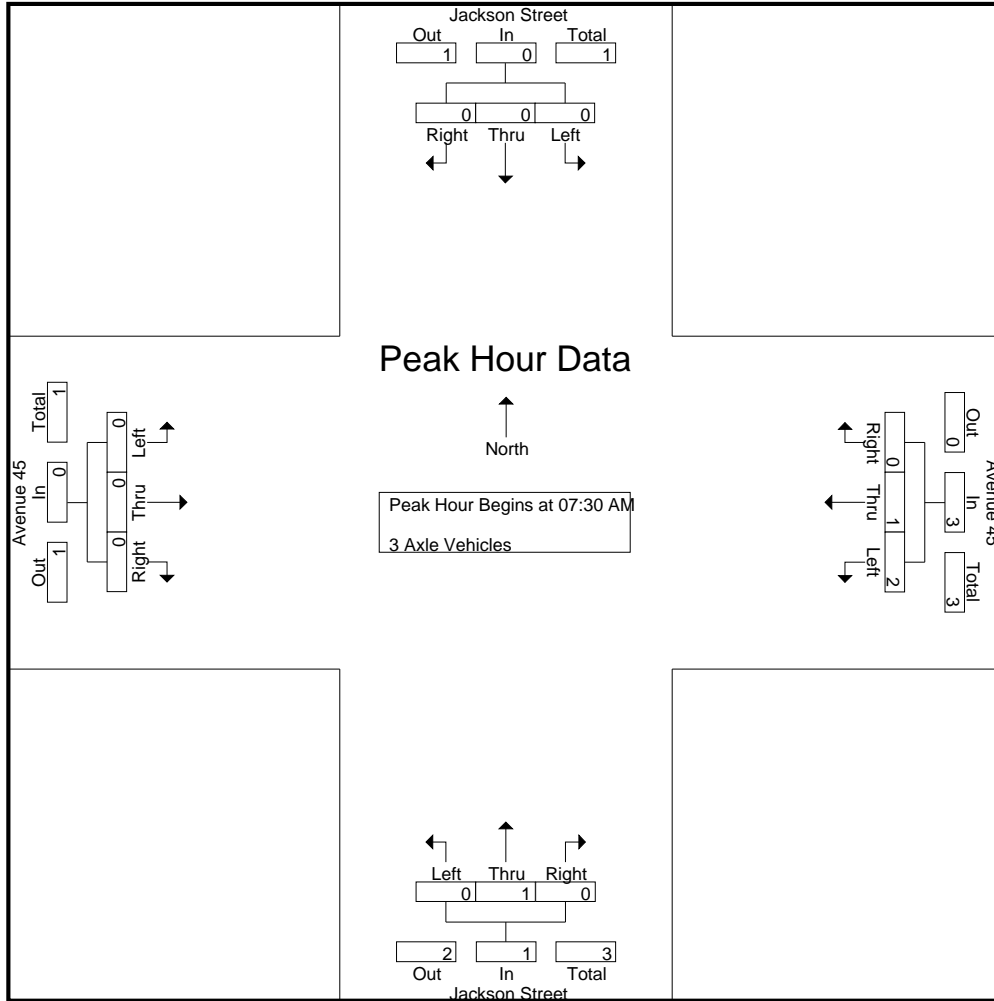 Jackson Street
Out In Total
1 0 1
0 0 0
Right Thru Left
Peak Hour Data
North
Peak Hour Begins at 07:30 AM
3 Axle Vehicles
Avenue 45
Out In Total
1 0 1
Left Thru Right
0 0 0
Avenue 45
Out In Total
0 3 3
Right Thru Left
0 1 2
Left Thru Right
0 1 0
2 1 3
Out In Total
Jackson Street